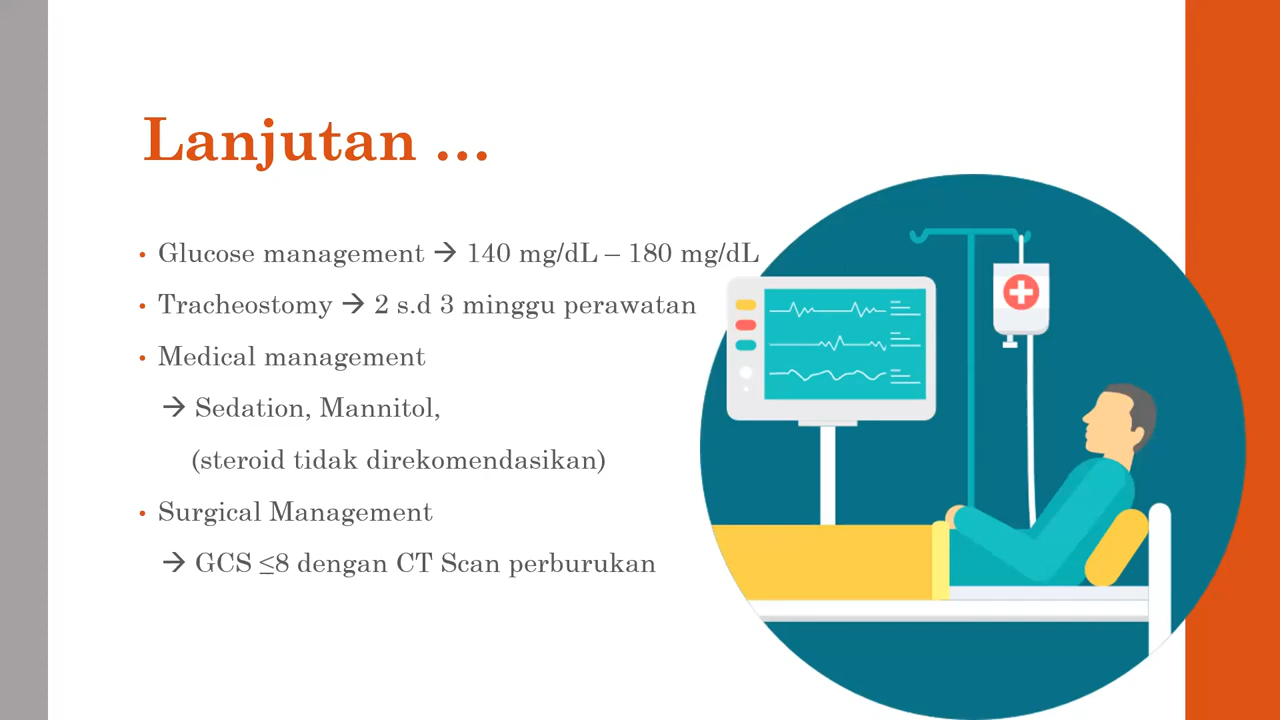 Lanjutan ...
• Glucose management → 140 mg/dL – 180 mg/dL
• Tracheostomy → 2 s.d 3 minggu perawatan
• Medical management
→ Sedation, Mannitol,
(steroid tidak direkomendasikan)
• Surgical Management
→ GCS ≤8 dengan CT Scan perburukan